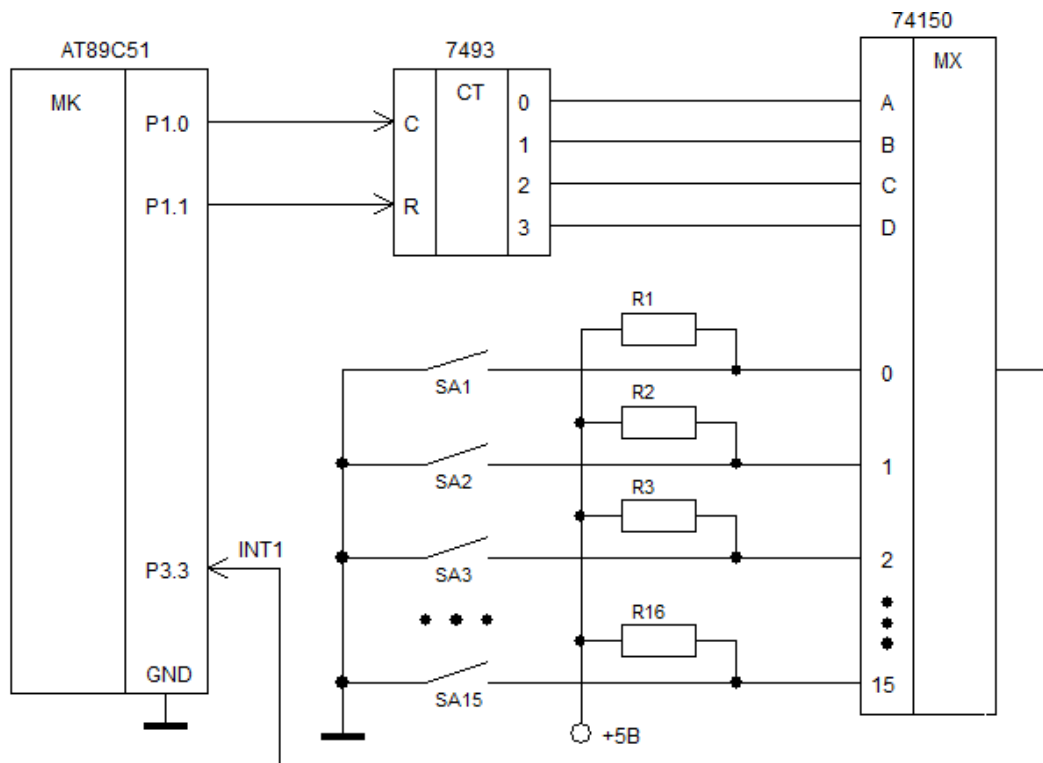 74150
AT89C51
7493
MK
P1.0
P1.1
P3.3
GND
INT1
C
R
CT
0
1
2
3
MX
A
B
C
D
0
1
2
15
R1
SA1
R2
SA2
R3
SA3
R16
SA15
+5B